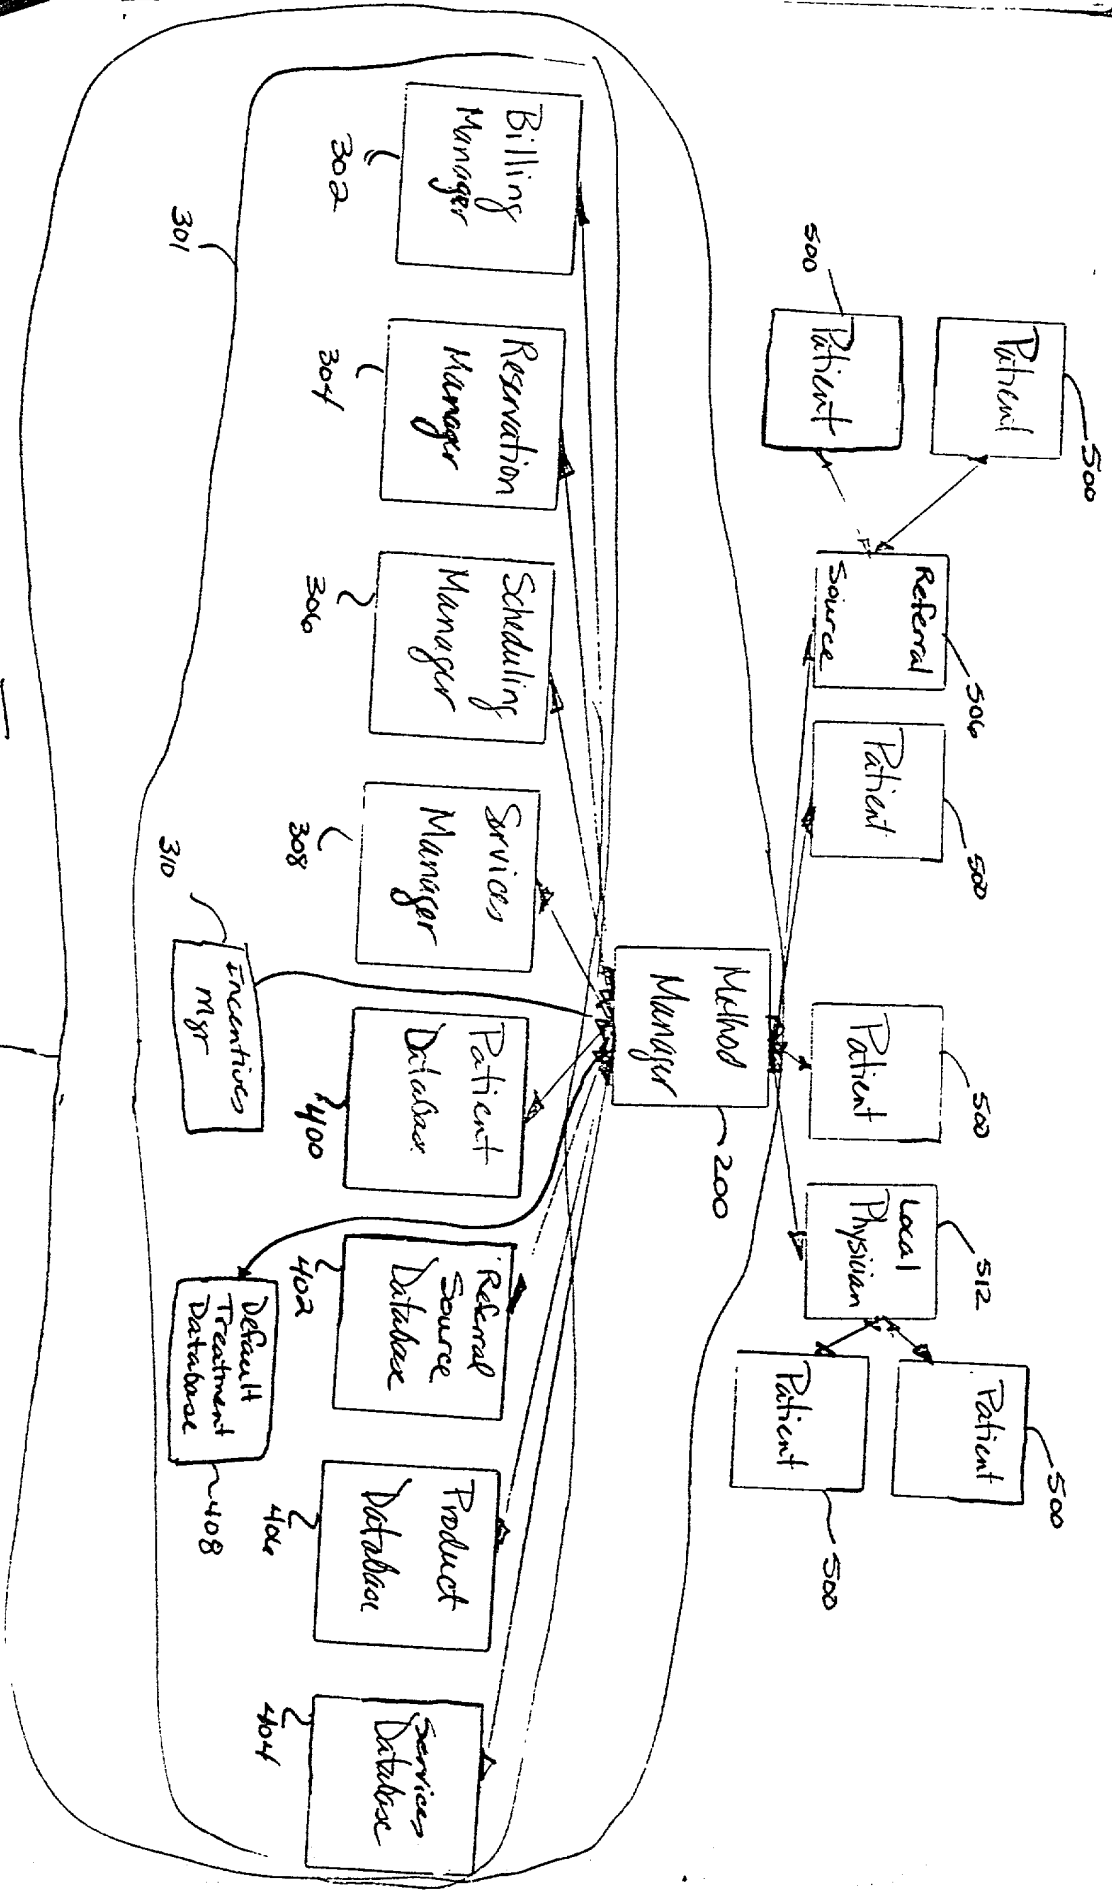 Patient
500
Patient
500
Referral
Source
506
Patient
500
Patient
500
Local
Physician
512
Patient
500
Patient
500
Method
Manager
200
Billing
Manager
302
Reservation
Manager
304
Scheduling
Manager
306
Services
Manager
308
Patient
Database
400
Referral
Source
Database
402
Product
Database
406
Services
Database
404
301
310
Incentives
Mgr
Default
Treatment
Database
408